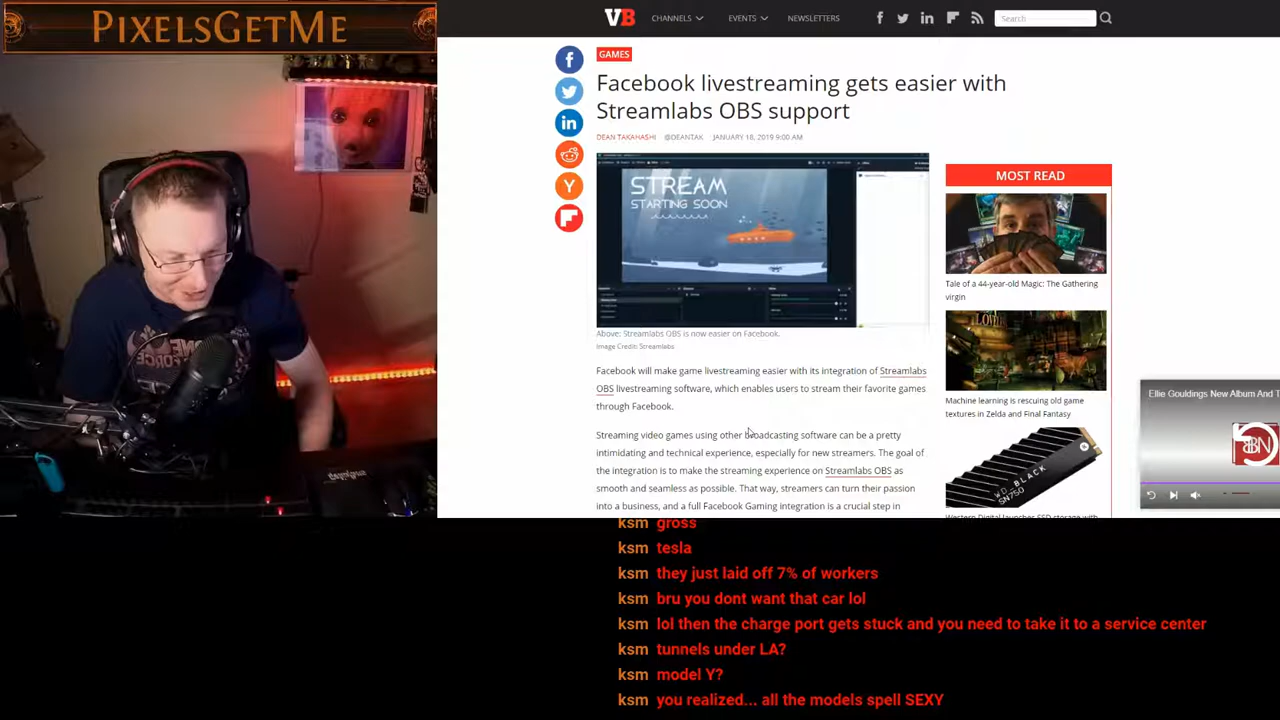 PIXELSGETME
VB
CHANNELS
EVENTS
NEWSLETTERS
Search
GAMES
Facebook livestreaming gets easier with
Streamlabs OBS support
DEAN TAKAHASHI @DEANTAK JANUARY 18, 2019 9:00 AM
STREAM
STARTING SOON
Above: Streamlabs OBS is now easier on Facebook.
Image Credit: Streamlabs
Facebook will make game livestreaming easier with its integration of Streamlabs
OBS livestreaming software, which enables users to stream their favorite games
through Facebook.
Streaming video games using other broadcasting software can be a pretty
intimidating and technical experience, especially for new streamers. The goal of
the integration is to make the streaming experience on Streamlabs OBS as
smooth and seamless as possible. That way, streamers can turn their passion
into a business, and a full Facebook Gaming integration is a crucial step in
MOST READ
Tale of a 44-year-old Magic: The Gathering
virgin
Machine learning is rescuing old game
textures in Zelda and Final Fantasy
WD_BLACK
SN750
Western Digital launches SSD storage with
Ellie Gouldings New Album And T
ksm gross
ksm tesla
ksm they just laid off 7% of workers
ksm bru you dont want that car lol
ksm lol then the charge port gets stuck and you need to take it to a service center
ksm tunnels under LA?
ksm model Y?
ksm you realized... all the models spell SEXY